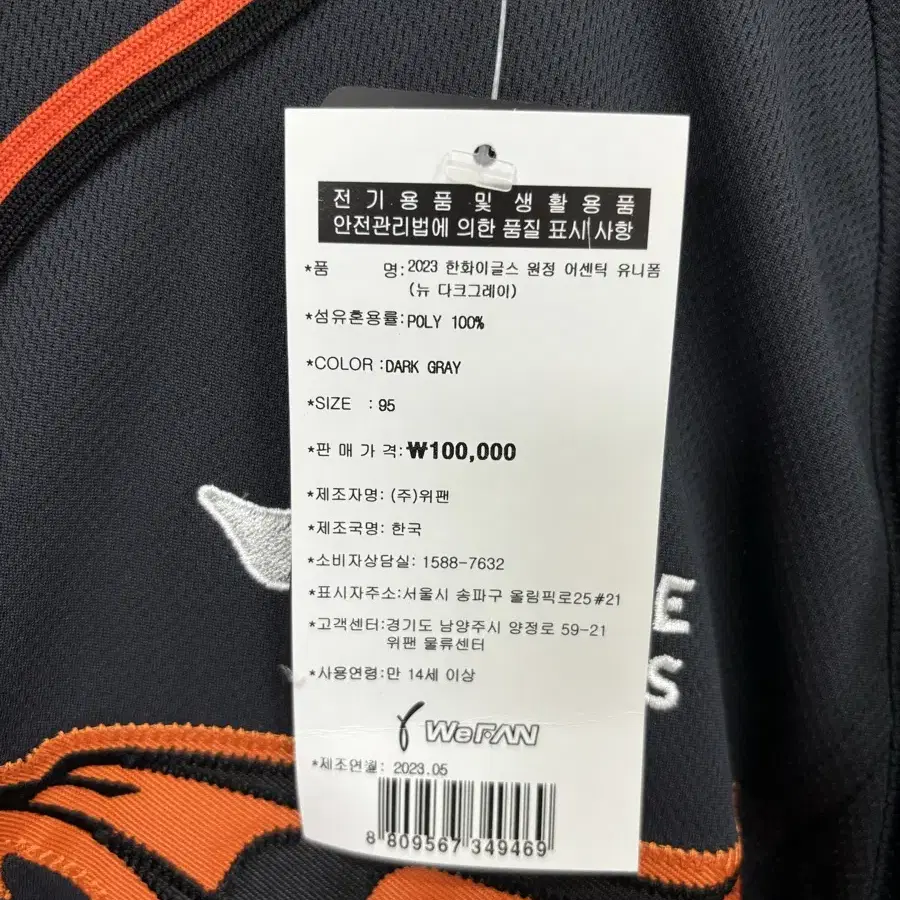 전기용품 및 생활용품
안전관리법에 의한 품질 표시사항
*품 명: 2023 한화이글스 원정 어센틱 유니폼
(뉴 다크그레이)
*섬유혼용률: POLY 100%
*COLOR : DARK GRAY
*SIZE : 95
*판매가격: ₩100,000
*제조자명: (주)위팬
*제조국명: 한국
*소비자상담실: 1588-7632
*표시자주소:서울시 송파구 올림픽로25#21
*고객센터:경기도 남양주시 양정로 59-21
위팬 물류센터
*사용연령: 만 14세 이상
WeFAN
*제조연월: 2023.05
8 809567 349469
E
S